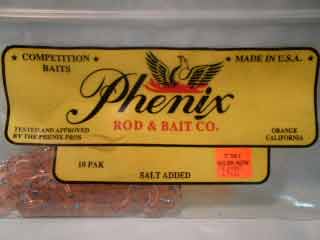 COMPETITION BAITS
MADE IN U.S.A.
Phenix
ROD & BAIT CO.
TESTED AND APPROVED
BY THE PHENIX PROS
ORANGE
CALIFORNIA
10 PAK
SALT ADDED